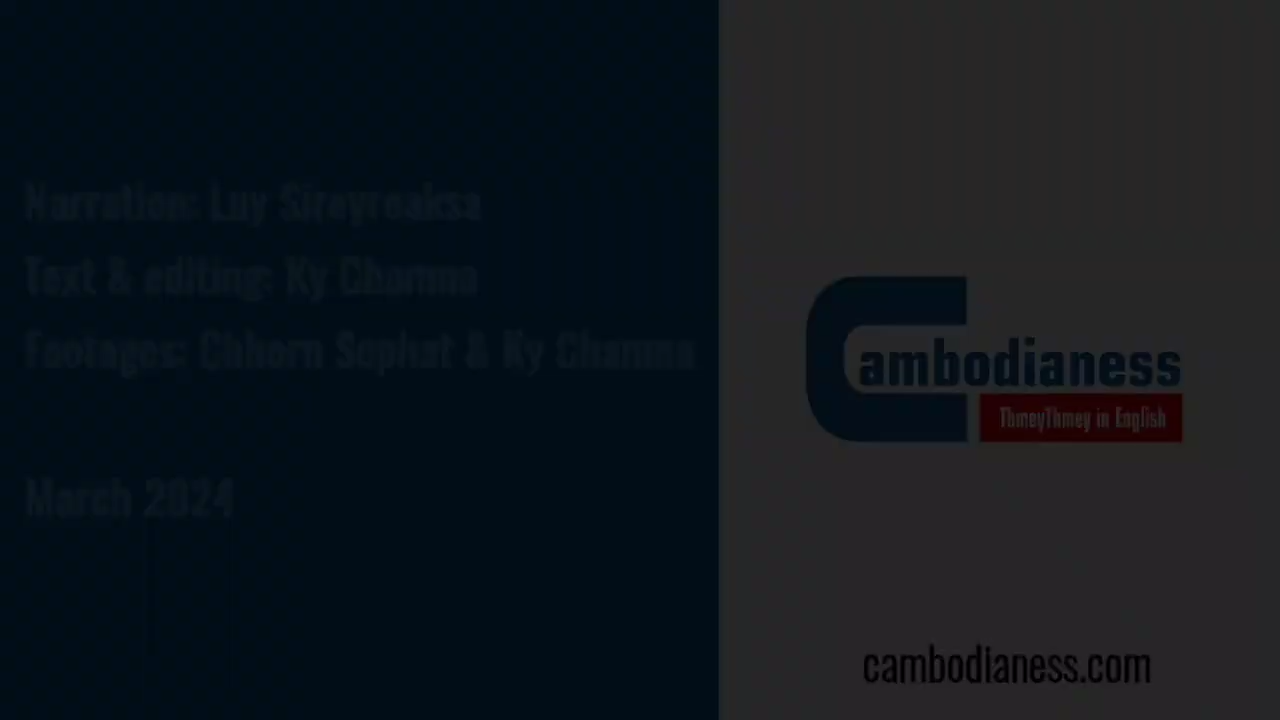 Narration: Luy Sireyreaksa
Text & editing: Ky Chamna
Footages: Chhorn Sophat & Ky Chamna
March 2024
Cambodianess
ThmeyThmey in English
cambodianess.com